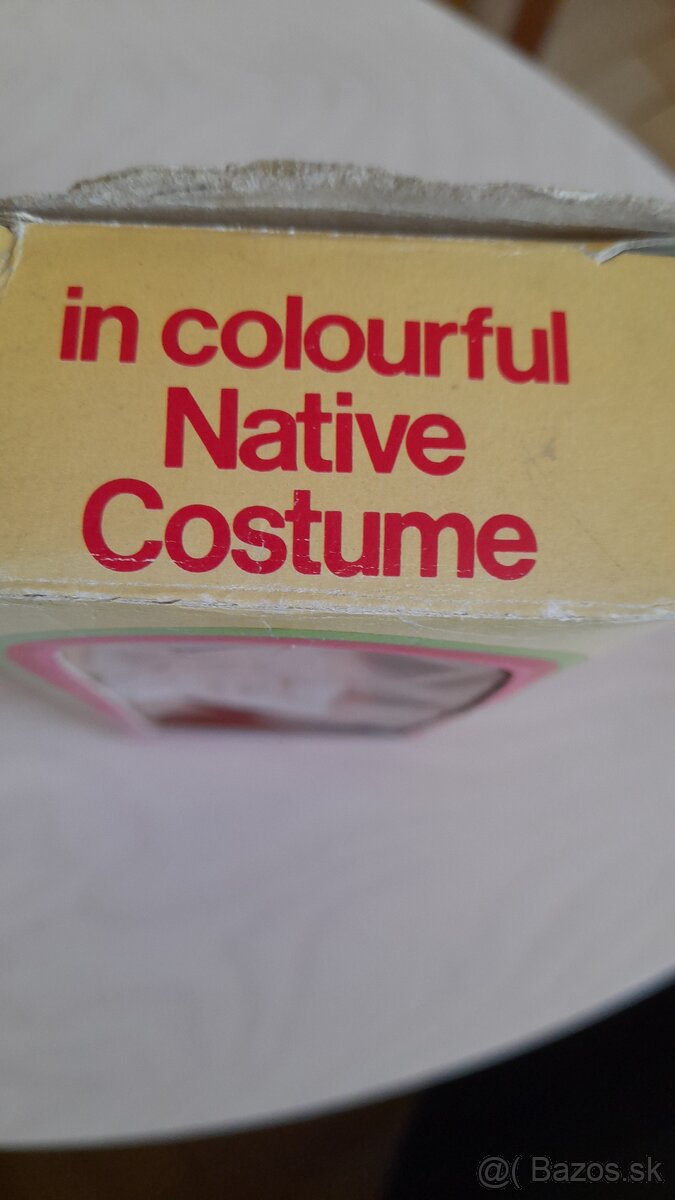 in colourful
Native
Costume
@( Bazos.sk